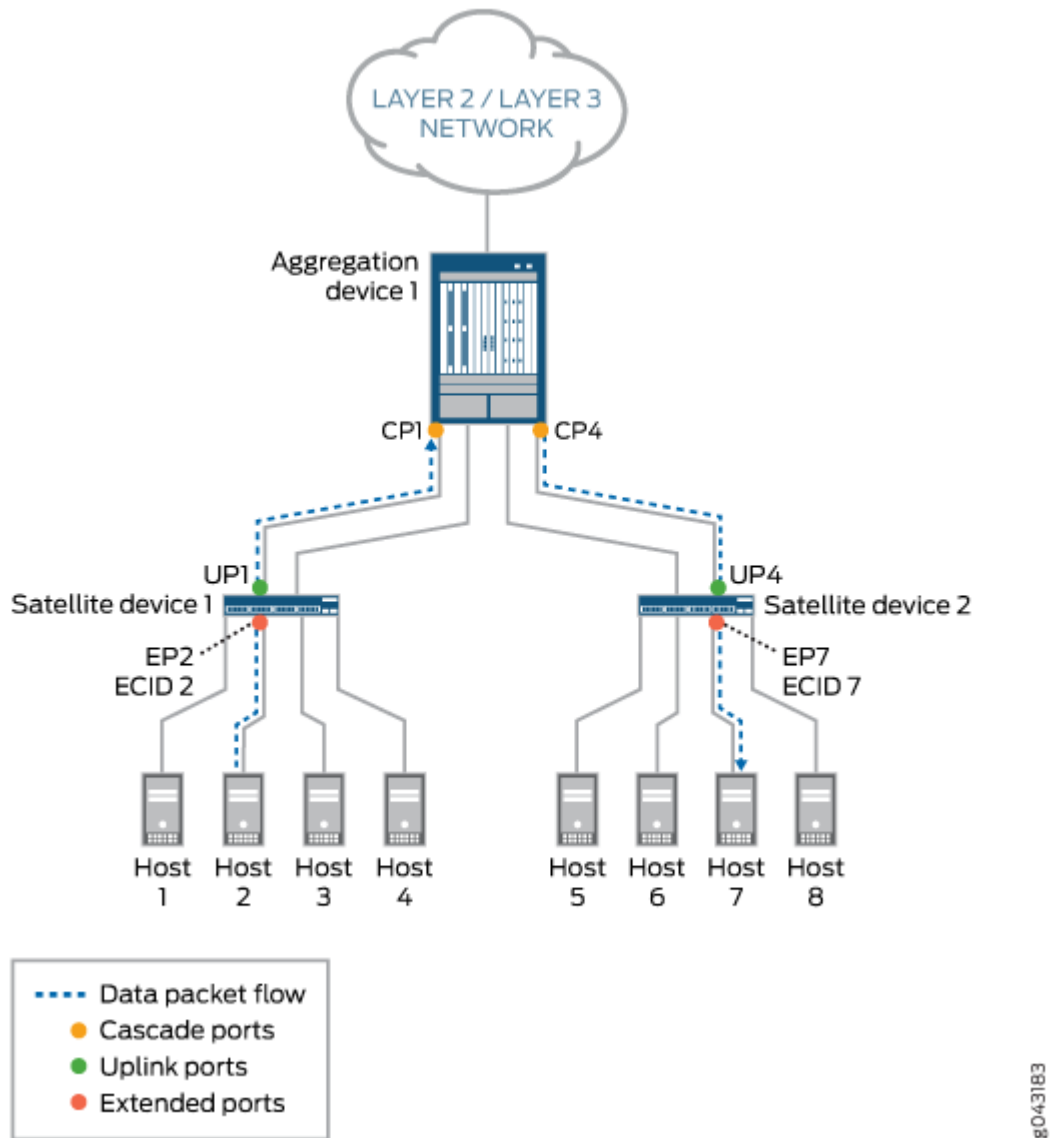 LAYER 2 / LAYER 3
NETWORK
Aggregation
device 1
CP1
CP4
UP1
UP4
Satellite device 1
Satellite device 2
EP2
ECID 2
EP7
ECID 7
Host
1
Host
2
Host
3
Host
4
Host
5
Host
6
Host
7
Host
8
Data packet flow
Cascade ports
Uplink ports
Extended ports
g043183